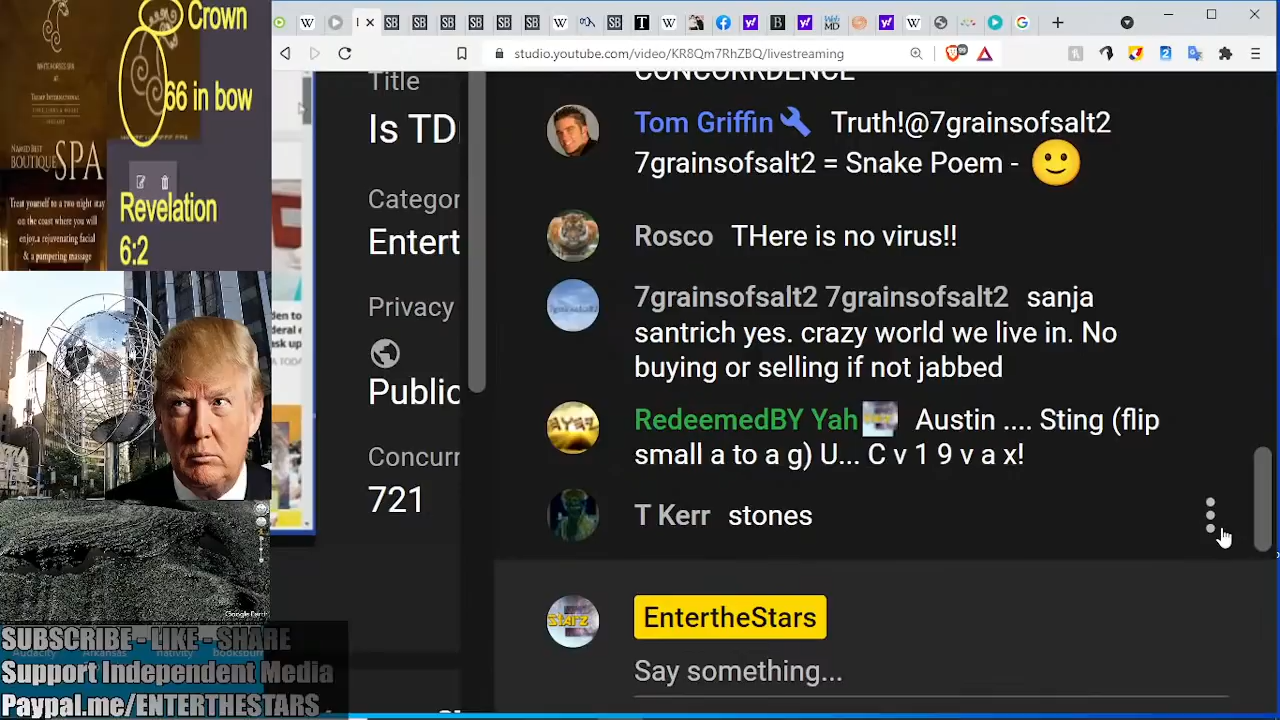 Crown
66 in bow
NAMED BEST
BOUTIQUE SPA
Treat yourself to a two night stay
on the coast where you will
enjoy a rejuvenating facial
& a pampering massage
Revelation
6:2
studio.youtube.com/video/KR8Qm7RhZBQ/livestreaming
Title
Is TD
Categor
Entert
Privacy
Public
Concurr
721
CONCORRDENCE
Tom Griffin Truth!@7grainsofsalt2
7grainsofsalt2 = Snake Poem -
Rosco THere is no virus!!
7grainsofsalt2 7grainsofsalt2 sanja
santrich yes. crazy world we live in. No
buying or selling if not jabbed
RedeemedBY Yah Austin .... Sting (flip
small a to a g) U... C v 1 9 v a x!
T Kerr stones
EntertheStars
Say something...
SUBSCRIBE - LIKE - SHARE
Support Independent Media
Paypal.me/ENTERTHESTARS